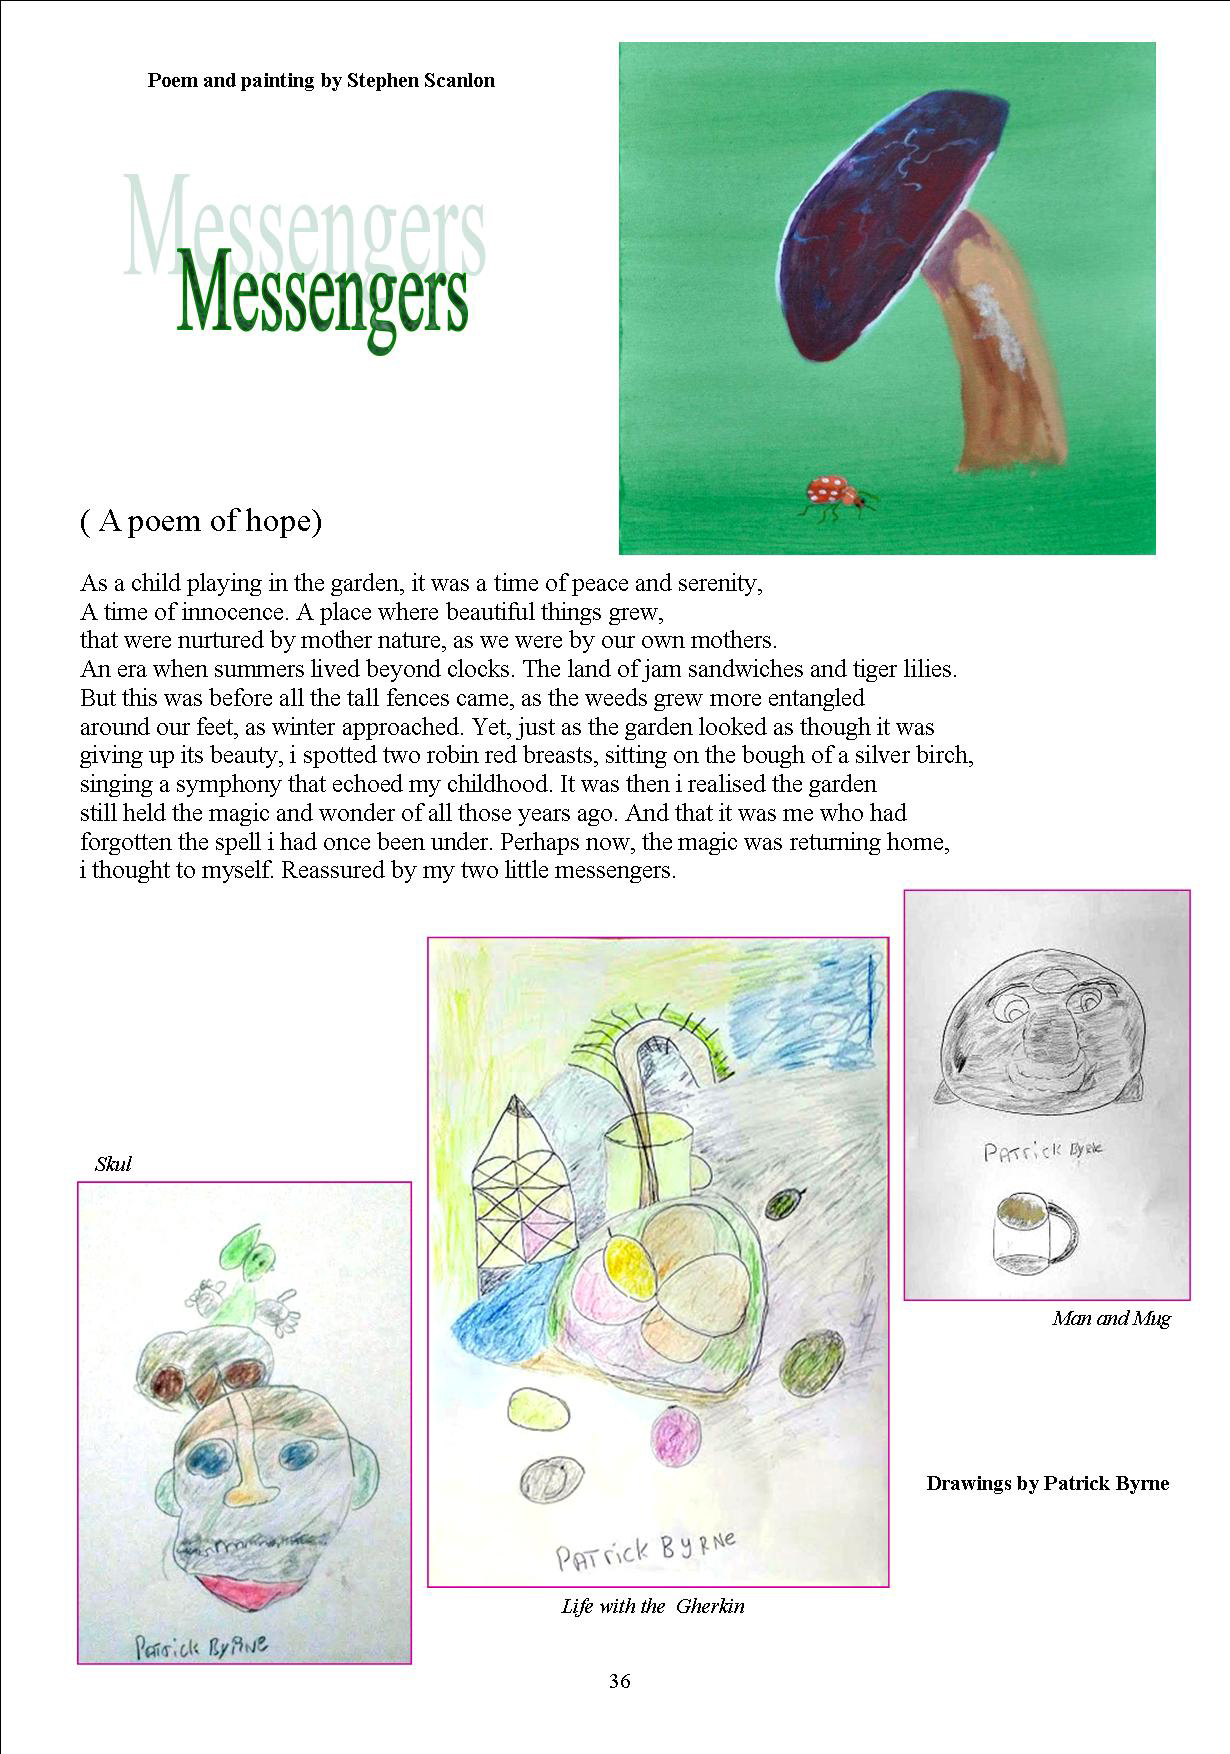 Poem and painting by Stephen Scanlon
Messengers
Messengers
( A poem of hope)
As a child playing in the garden, it was a time of peace and serenity,
A time of innocence. A place where beautiful things grew,
that were nurtured by mother nature, as we were by our own mothers.
An era when summers lived beyond clocks. The land of jam sandwiches and tiger lilies.
But this was before all the tall fences came, as the weeds grew more entangled
around our feet, as winter approached. Yet, just as the garden looked as though it was
giving up its beauty, i spotted two robin red breasts, sitting on the bough of a silver birch,
singing a symphony that echoed my childhood. It was then i realised the garden
still held the magic and wonder of all those years ago. And that it was me who had
forgotten the spell i had once been under. Perhaps now, the magic was returning home,
i thought to myself. Reassured by my two little messengers.
PATrick Byrne
Man and Mug
Skul
PATrick BYRNe
Life with the Gherkin
Drawings by Patrick Byrne
PATrick BYRNE
36